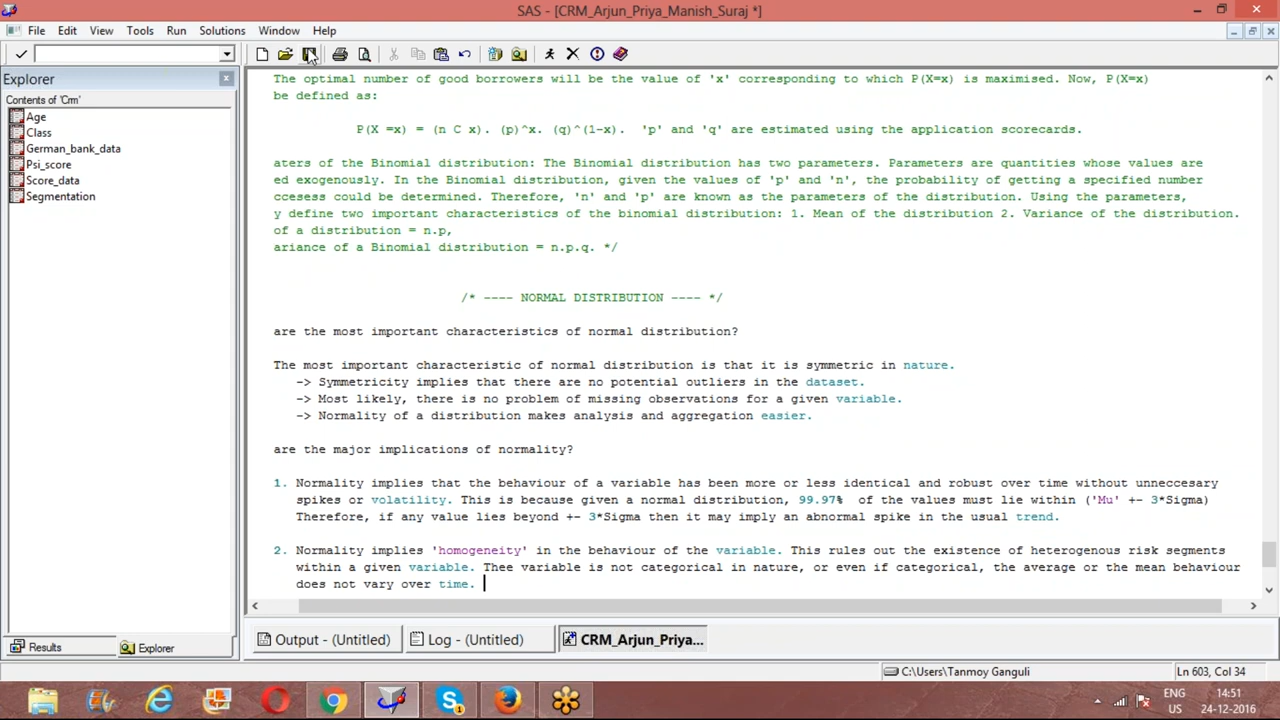 SAS - [CRM_Arjun_Priya_Manish_Suraj *]
File Edit View Tools Run Solutions Window Help
Explorer
Contents of 'Crm'
Age
Class
German_bank_data
Psi_score
Score_data
Segmentation
The optimal number of good borrowers will be the value of 'x' corresponding to which P(X=x) is maximised. Now, P(X=x)
be defined as:
P(X =x) = (n C x). (p)^x. (q)^(1-x). 'p' and 'q' are estimated using the application scorecards.
aters of the Binomial distribution: The Binomial distribution has two parameters. Parameters are quantities whose values are
ed exogenously. In the Binomial distribution, given the values of 'p' and 'n', the probability of getting a specified number
ccesess could be determined. Therefore, 'n' and 'p' are known as the parameters of the distribution. Using the parameters,
y define two important characteristics of the binomial distribution: 1. Mean of the distribution 2. Variance of the distribution.
of a distribution = n.p,
ariance of a Binomial distribution = n.p.q. */
/* ---- NORMAL DISTRIBUTION ---- */
are the most important characteristics of normal distribution?
The most important characteristic of normal distribution is that it is symmetric in nature.
-> Symmetricity implies that there are no potential outliers in the dataset.
-> Most likely, there is no problem of missing observations for a given variable.
-> Normality of a distribution makes analysis and aggregation easier.
are the major implications of normality?
1. Normality implies that the behaviour of a variable has been more or less identical and robust over time without unneccesary
spikes or volatility. This is because given a normal distribution, 99.97% of the values must lie within ('Mu' +- 3*Sigma)
Therefore, if any value lies beyond +- 3*Sigma then it may imply an abnormal spike in the usual trend.
2. Normality implies 'homogeneity' in the behaviour of the variable. This rules out the existence of heterogenous risk segments
within a given variable. Thee variable is not categorical in nature, or even if categorical, the average or the mean behaviour
does not vary over time.
Results
Explorer
Output - (Untitled)
Log - (Untitled)
CRM_Arjun_Priya...
C:\Users\Tanmoy Ganguli
Ln 603, Col 34
ENG
US
14:51
24-12-2016